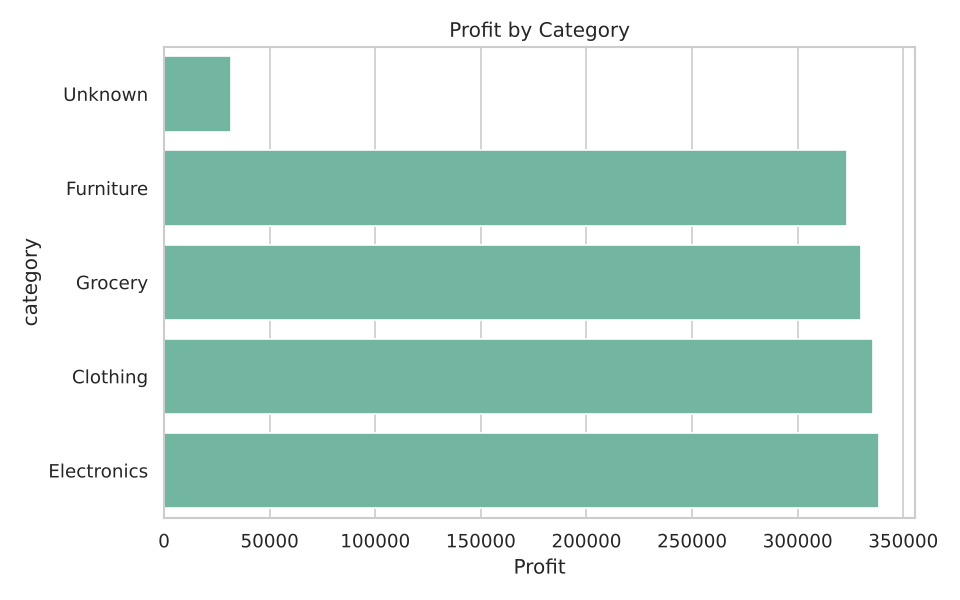 Profit by Category
Unknown
Furniture
Grocery
Clothing
Electronics
category
0 50000 100000 150000 200000 250000 300000 350000
Profit